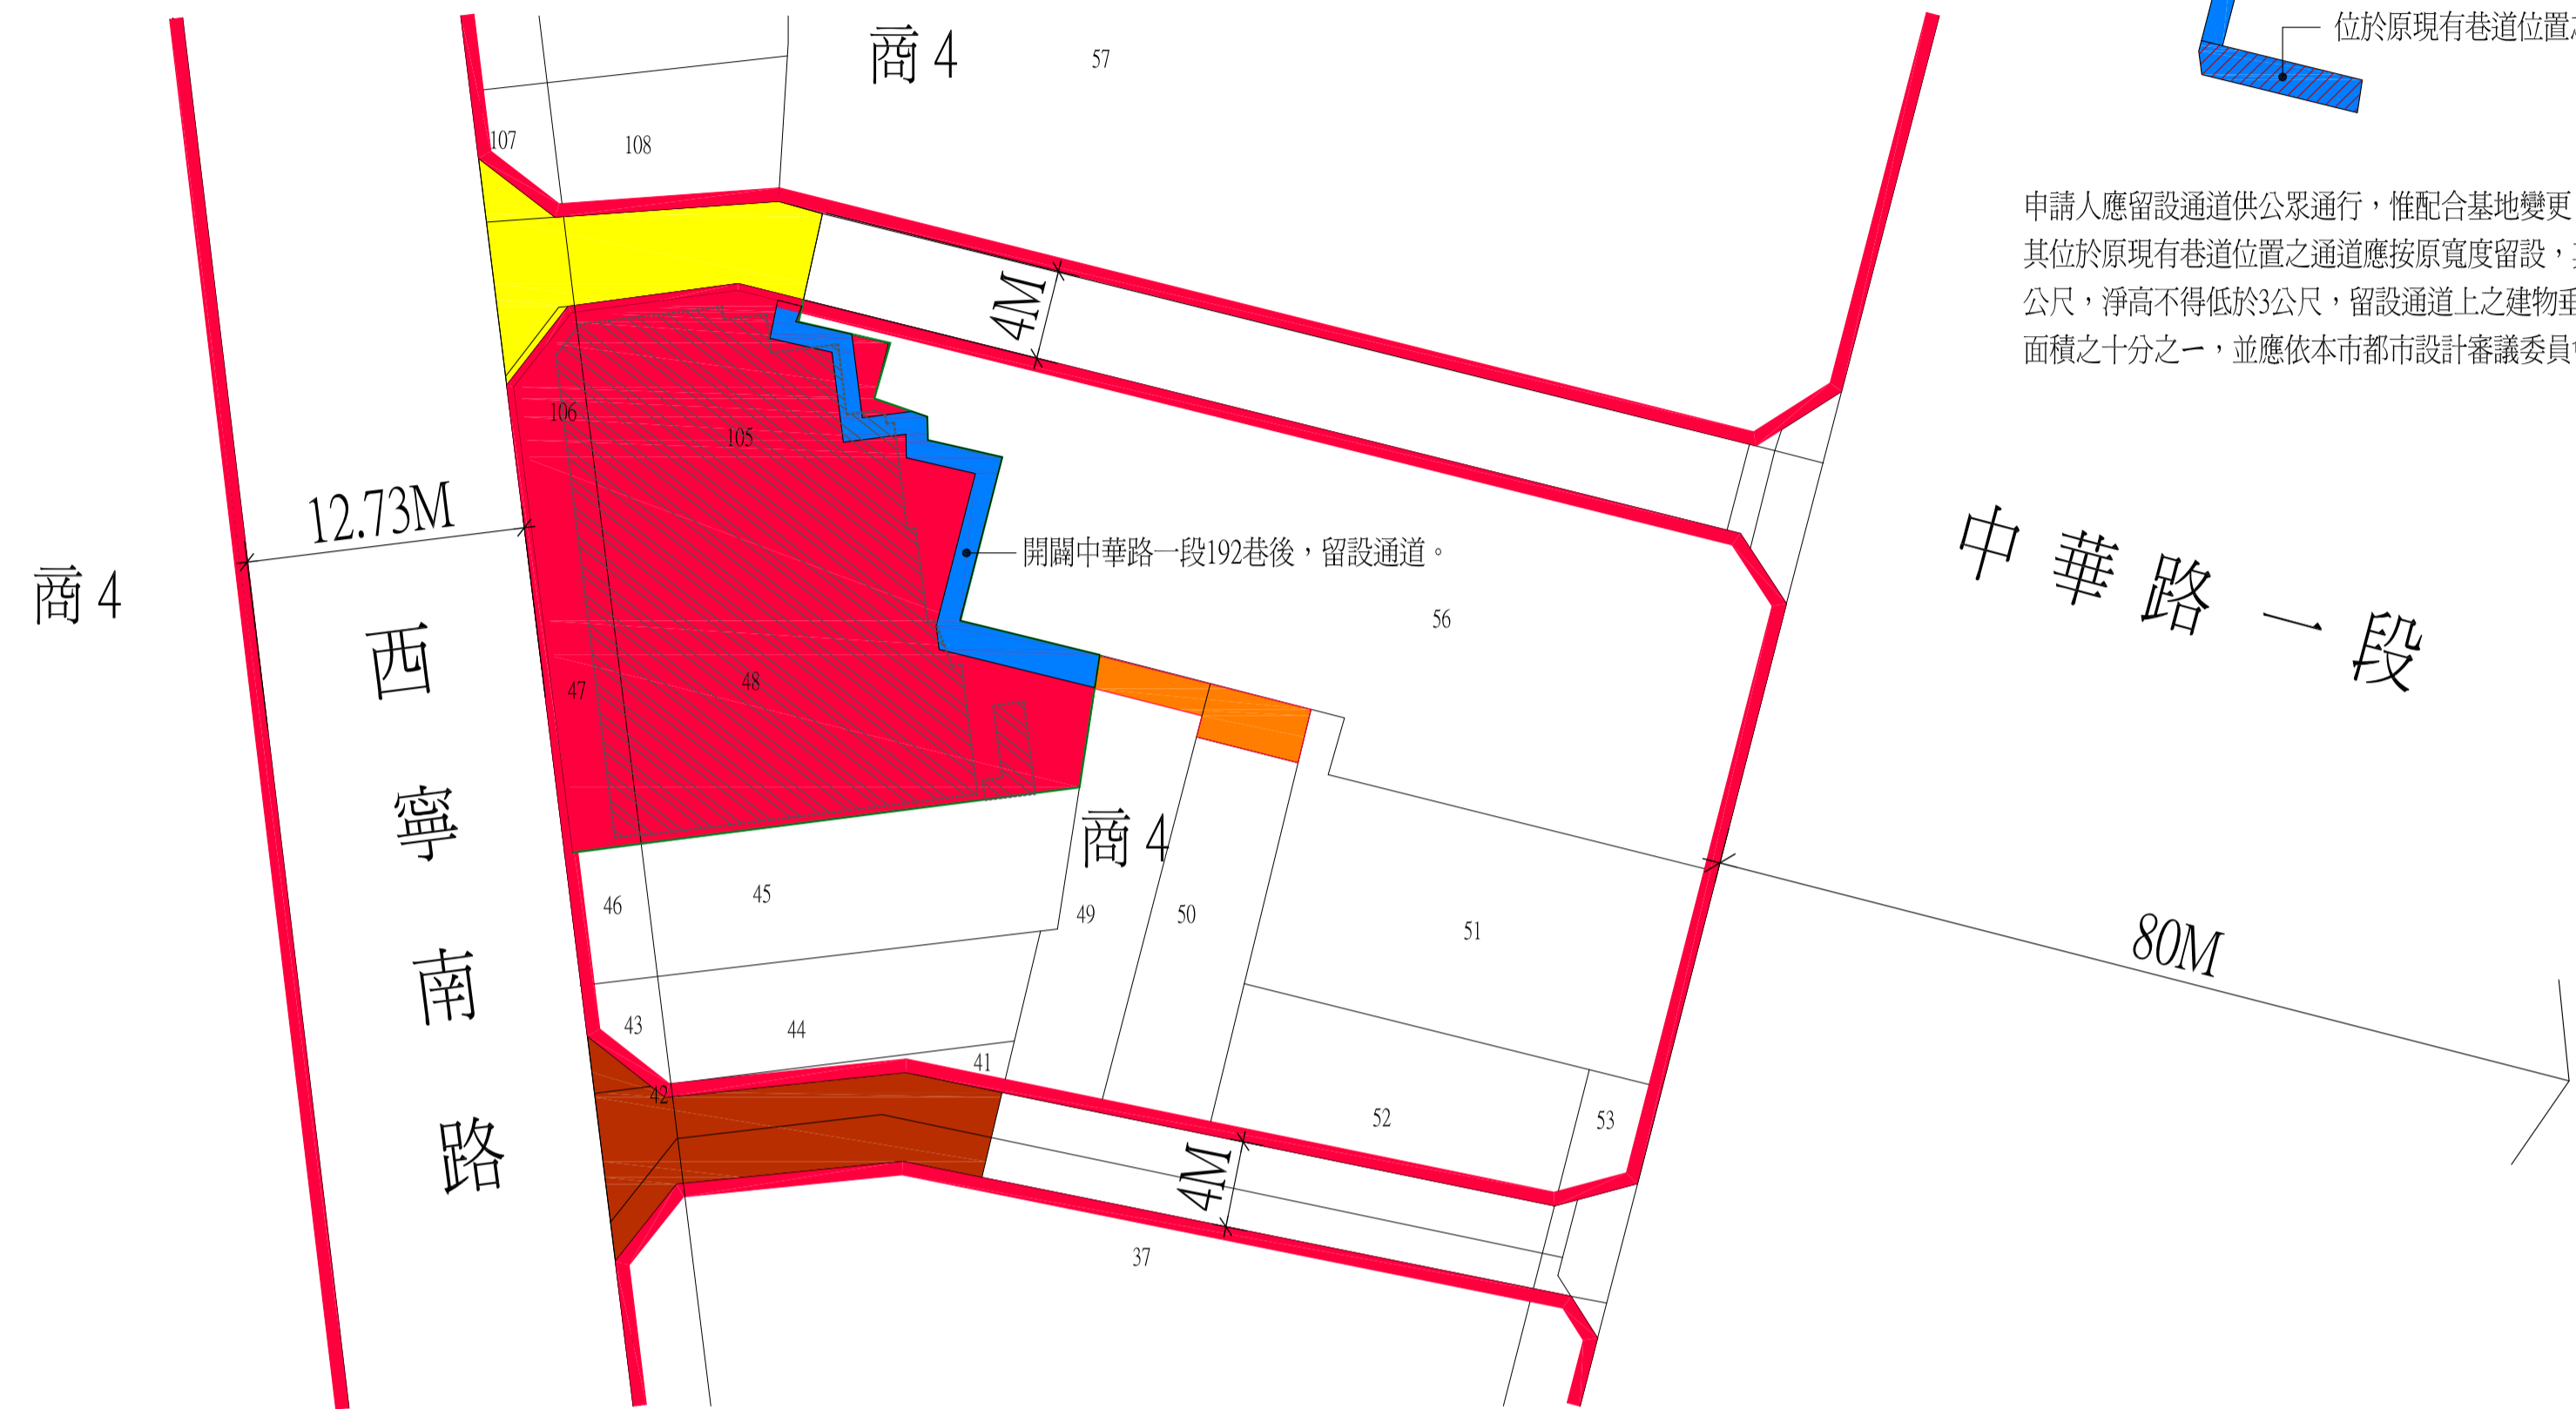 商4
57
位於原現有巷道位置
107
108
申請人應留設通道供公眾通行，惟配合基地變更
其位於原現有巷道位置之通道應按原寬度留設，
公尺，淨高不得低於3公尺，留設通道上之建物垂
面積之十分之一，並應依本市都市設計審議委員
4M
106
105
12.73M
商4
開闢中華路一段192巷後，留設通道。
中華路一段
56
西寧南路
47
48
商4
46
45
49
50
51
80M
43
44
41
42
52
53
4M
37